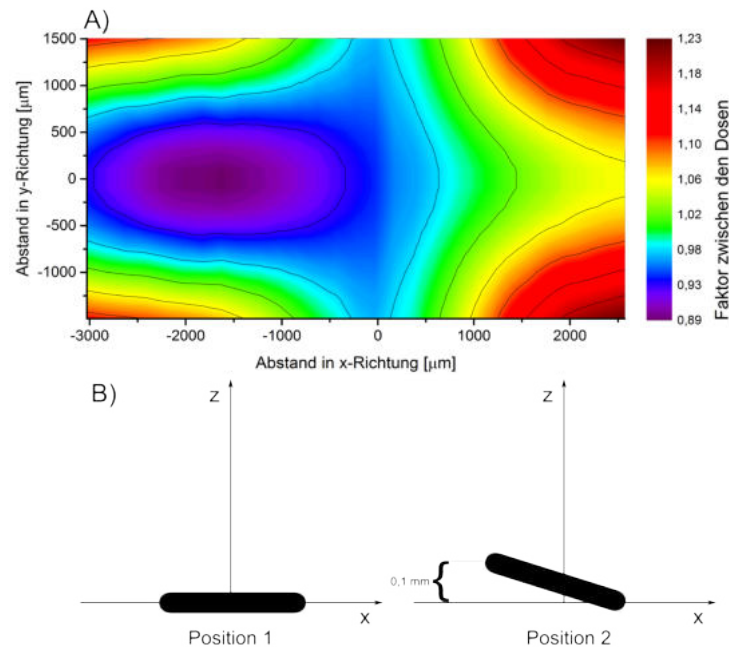 A)
1500
1000
500
0
-500
-1000
Abstand in y-Richtung [µm]
-3000 -2000 -1000 0 1000 2000
Abstand in x-Richtung [µm]
1,23
1,18
1,14
1,10
1,06
1,02
0,98
0,93
0,89
Faktor zwischen den Dosen
B)
z z
0,1 mm {
x x
Position 1 Position 2